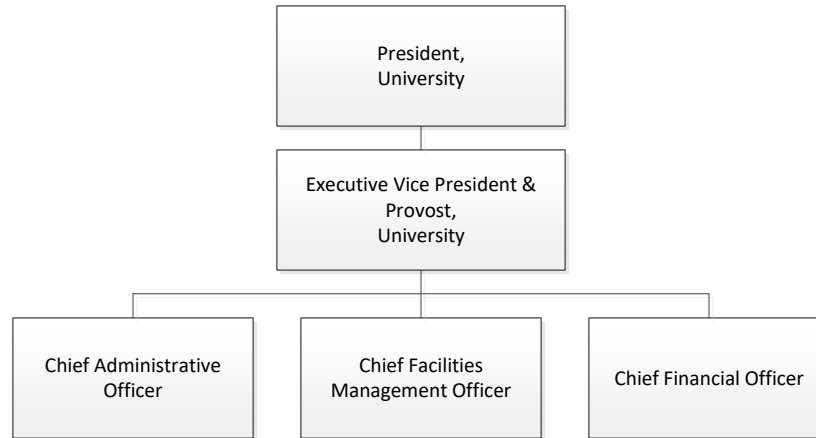 President,
University
Executive Vice President &
Provost,
University
Chief Administrative
Officer
Chief Facilities
Management Officer
Chief Financial Officer